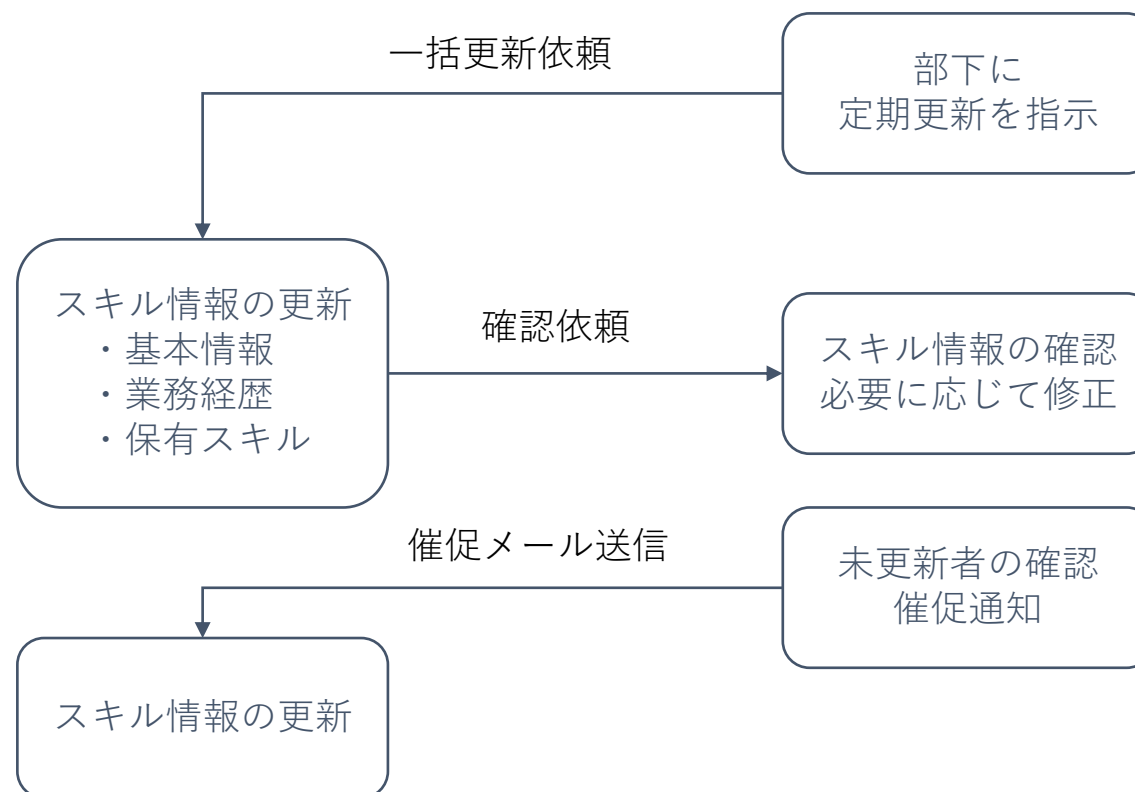 一括更新依頼
部下に
定期更新を指示
スキル情報の更新
・基本情報
・業務経歴
・保有スキル
確認依頼
スキル情報の確認
必要に応じて修正
催促メール送信
未更新者の確認
催促通知
スキル情報の更新